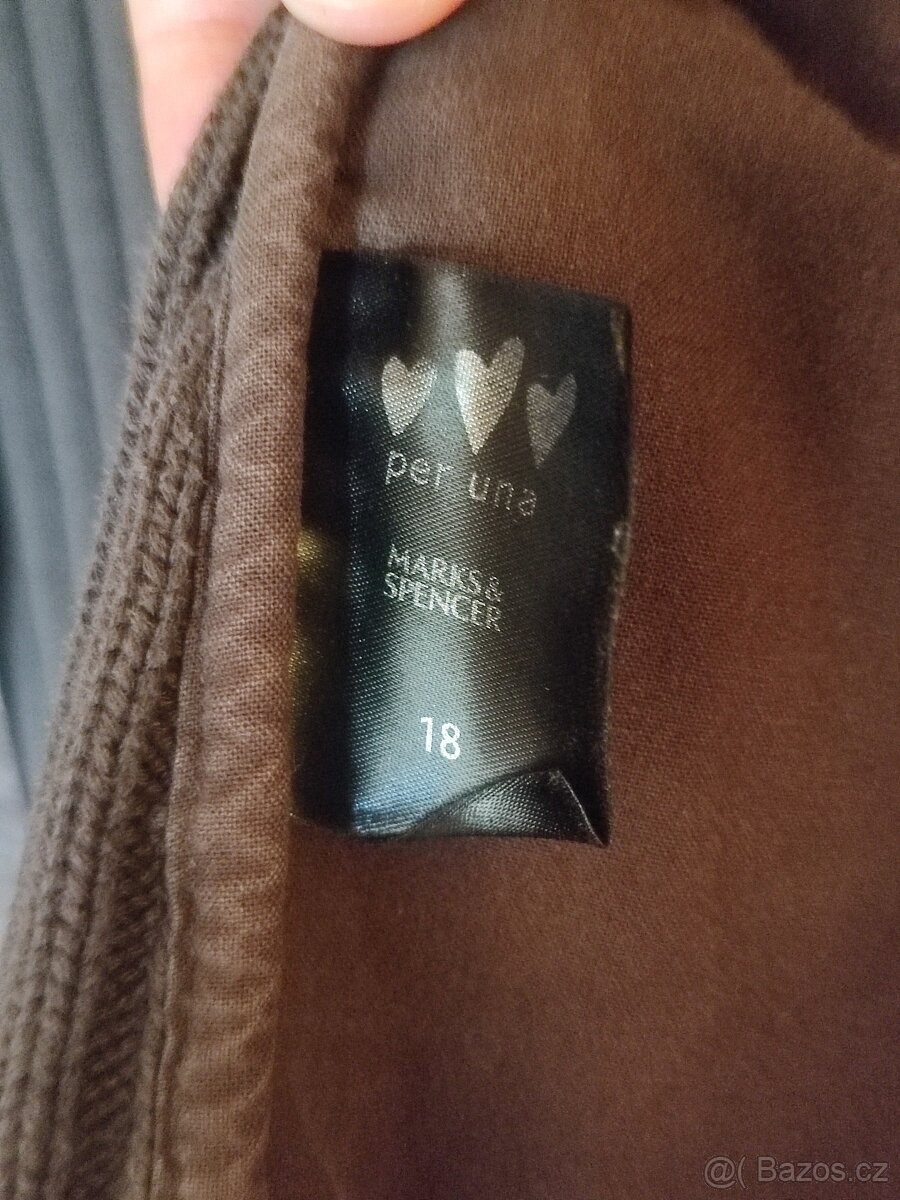 per una
MARKS &
SPENCER
18
@( Bazos.cz